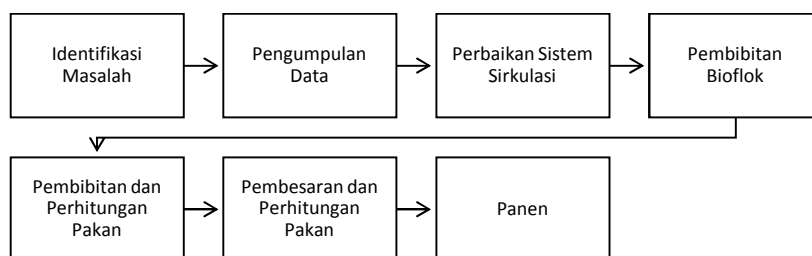 Identifikasi
Masalah
Pengumpulan
Data
Perbaikan Sistem
Sirkulasi
Pembibitan
Bioflok
Pembibitan dan
Perhitungan
Pakan
Pembesaran dan
Perhitungan
Pakan
Panen